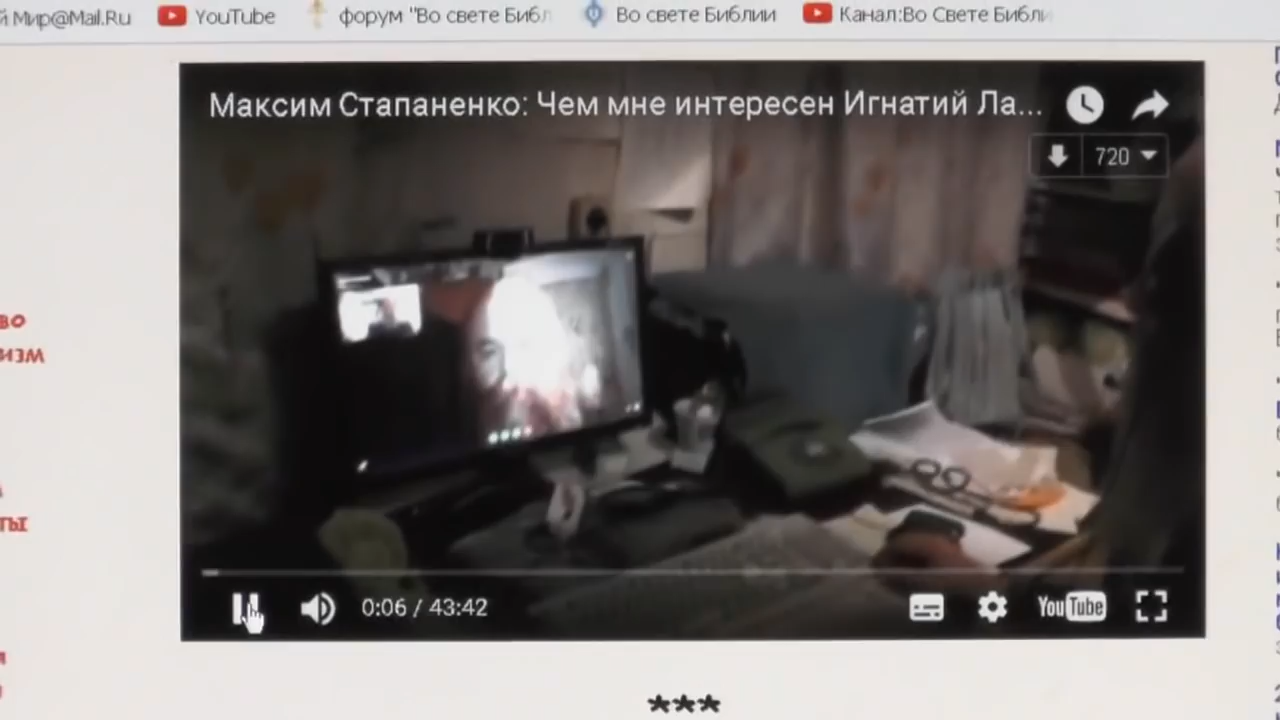 й Мир@Mail.Ru YouTube форум "Во свете Библ Во свете Библии Канал:Во Свете Библи
Максим Стапаненко: Чем мне интересен Игнатий Ла...
720
во
изм
ты
0:06 / 43:42
YouTube
***